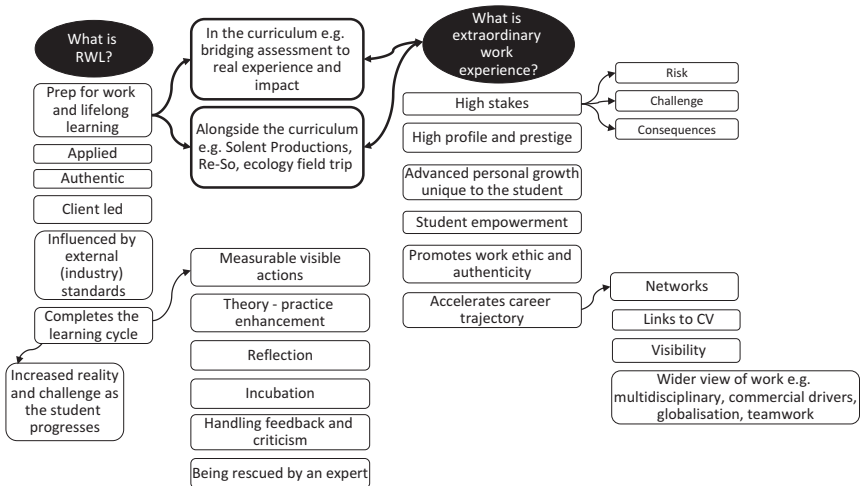 What is
RWL?
Prep for work
and lifelong
learning
Applied
Authentic
Client led
Influenced by
external
(industry)
standards
Completes the
learning cycle
Increased reality
and challenge as
the student
progresses
In the curriculum e.g.
bridging assessment to
real experience and
impact
Alongside the curriculum
e.g. Solent Productions,
Re-So, ecology field trip
Measurable visible
actions
Theory - practice
enhancement
Reflection
Incubation
Handling feedback and
criticism
Being rescued by an expert
What is
extraordinary
work
experience?
High stakes
High profile and prestige
Advanced personal growth
unique to the student
Student empowerment
Promotes work ethic and
authenticity
Accelerates career
trajectory
Risk
Challenge
Consequences
Networks
Links to CV
Visibility
Wider view of work e.g.
multidisciplinary, commercial drivers,
globalisation, teamwork